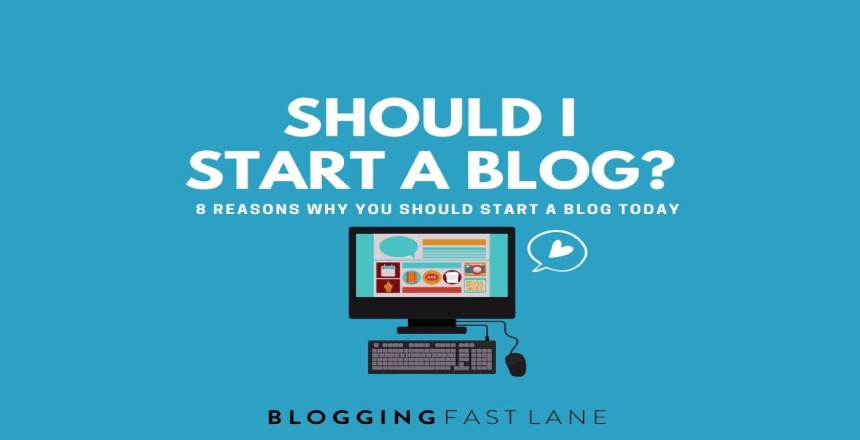 SHOULD I
START A BLOG?
8 REASONS WHY YOU SHOULD START A BLOG TODAY
BLOGGING FAST LANE